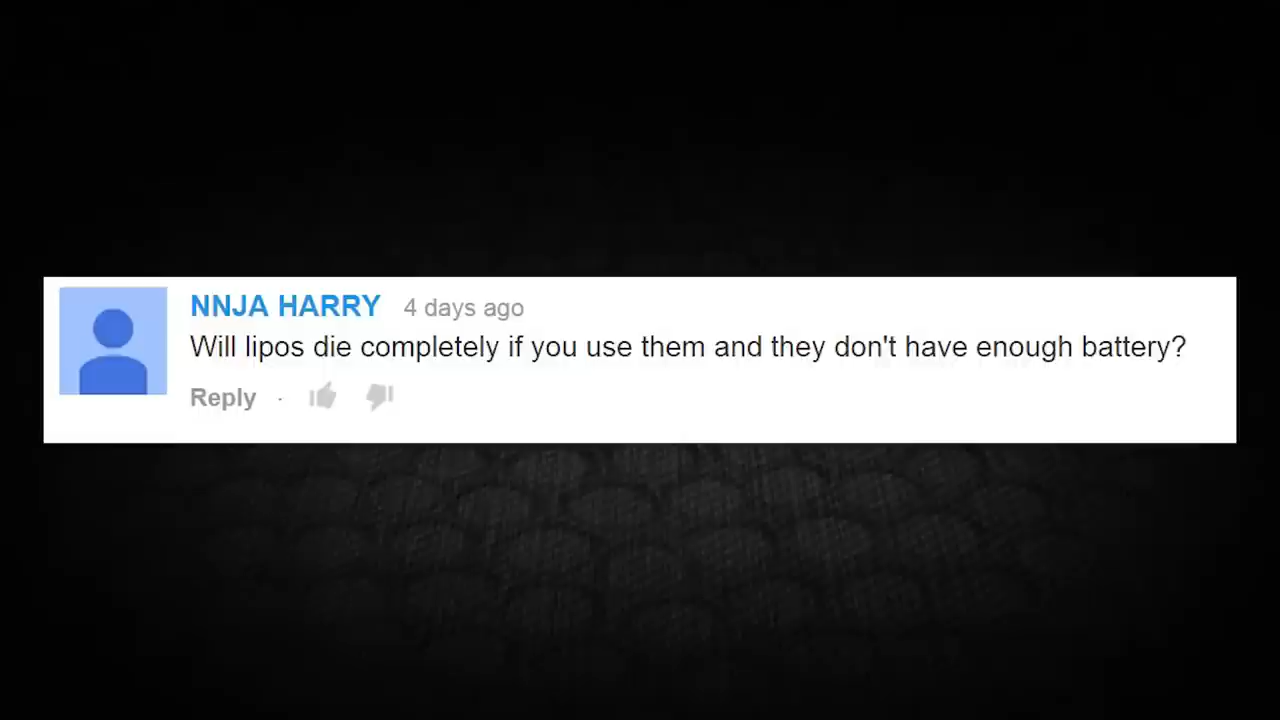 NNJA HARRY 4 days ago
Will lipos die completely if you use them and they don't have enough battery?
Reply ·